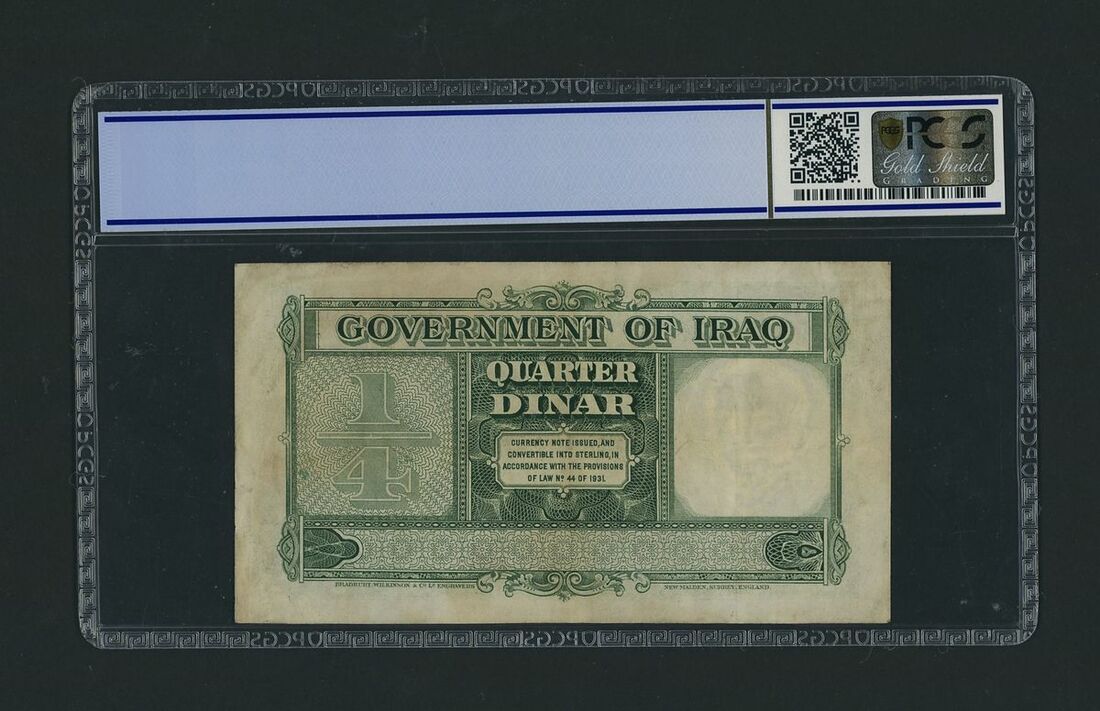 PCGS
PCGS
Gold Shield
GRADING
GOVERNMENT OF IRAQ
QUARTER
DINAR
1
4
CURRENCY NOTE ISSUED, AND
CONVERTIBLE INTO STERLING, IN
ACCORDANCE WITH THE PROVISIONS
OF LAW Nº 44 OF 1931.
BRADBURY, WILKINSON & Cº Lᴰ ENGRAVERS
NEW MALDEN, SURREY, ENGLAND.